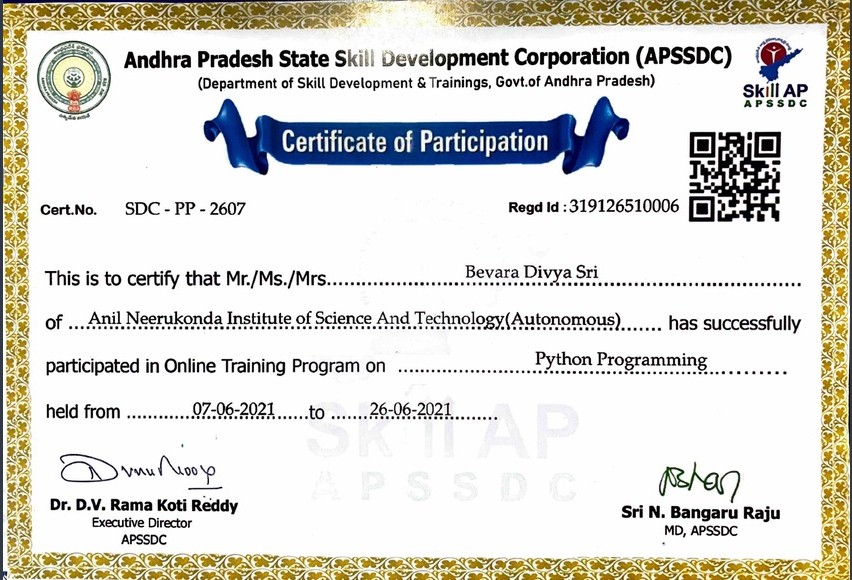 Andhra Pradesh State Skill Development Corporation (APSSDC)
(Department of Skill Development & Trainings, Govt.of Andhra Pradesh)
Skill AP
APSSDC
Certificate of Participation
Cert.No. SDC - PP - 2607
Regd Id : 319126510006
This is to certify that Mr./Ms./Mrs.......Bevara Divya Sri.......
of ....Anil Neerukonda Institute of Science And Technology(Autonomous)....... has successfully
participated in Online Training Program on .......Python Programming.......
held from .......07-06-2021.......to .......26-06-2021.......
Skill AP
APSSDC
Dr. D.V. Rama Koti Reddy
Executive Director
APSSDC
Sri N. Bangaru Raju
MD, APSSDC